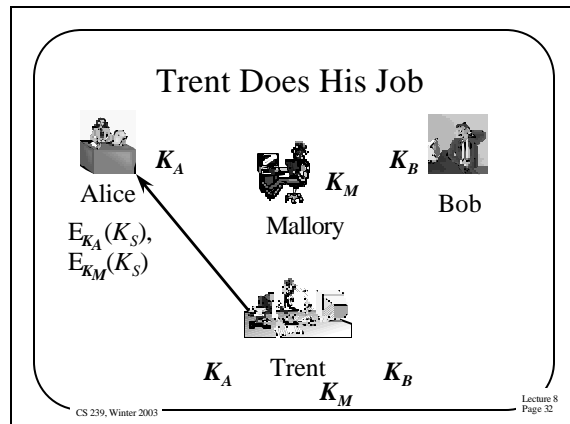 Trent Does His Job
K_A
K_M
K_B
Alice
Mallory
Bob
E_{K_A}(K_S),
E_{K_M}(K_S)
K_A
Trent
K_M
K_B
CS 239, Winter 2003
Lecture 8
Page 32